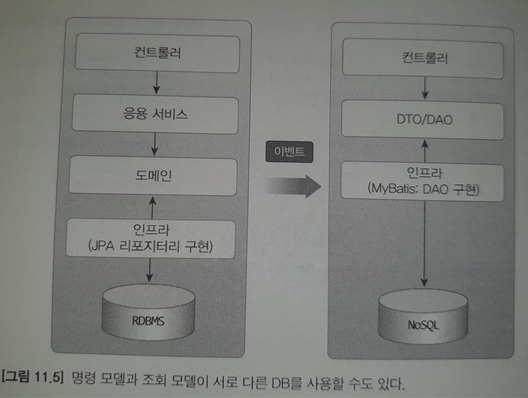 컨트롤러
응용 서비스
도메인
인프라
(JPA 리포지터리 구현)
RDBMS
이벤트
컨트롤러
DTO/DAO
인프라
(MyBatis: DAO 구현)
NoSQL
[그림 11.5] 명령 모델과 조회 모델이 서로 다른 DB를 사용할 수도 있다.